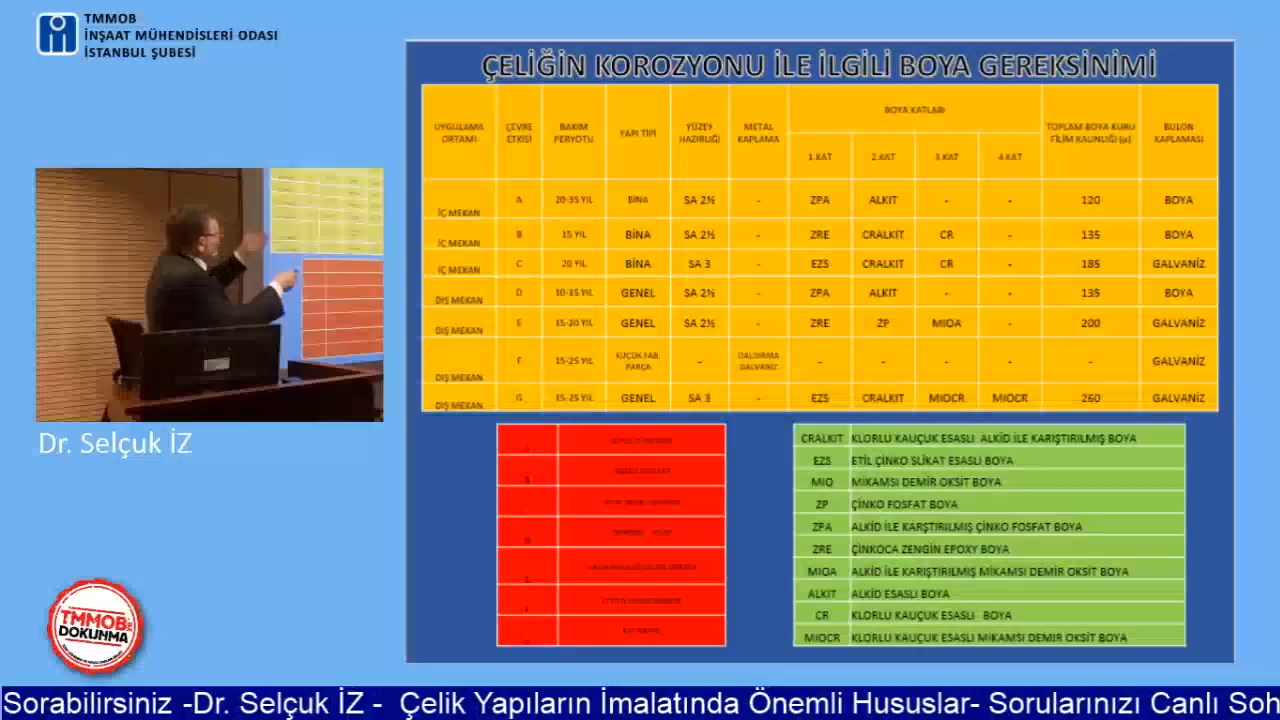 TMMOB
İNŞAAT MÜHENDİSLERİ ODASI
İSTANBUL ŞUBESİ
ÇELİĞİN KOROZYONU İLE İLGİLİ BOYA GEREKSİNİMİ
UYGULAMA ORTAMI ÇEVRE ETKİSİ BAKIM PERYOTU YAPI TİPİ YÜZEY HAZIRLIĞI METAL KAPLAMA BOYA KATLARI TOPLAM BOYA KURU FİLİM KALINLIĞI (µ) BULON KAPLAMASI
1.KAT 2.KAT 3.KAT 4.KAT
İÇ MEKAN A 20-35 YIL BİNA SA 2½ - ZPA ALKIT - - 120 BOYA
İÇ MEKAN B 15 YIL BİNA SA 2½ - ZRE CRALKIT CR - 135 BOYA
İÇ MEKAN C 20 YIL BİNA SA 3 - EZS CRALKIT CR - 185 GALVANİZ
DIŞ MEKAN D 10-15 YIL GENEL SA 2½ - ZPA ALKIT - - 135 BOYA
DIŞ MEKAN E 15-20 YIL GENEL SA 2½ - ZRE ZP MIOA - 200 GALVANİZ
DIŞ MEKAN F 15-25 YIL KÜÇÜK FAB. PARÇA - DALDIRMA GALVANİZ - - - - - GALVANİZ
DIŞ MEKAN G 15-25 YIL GENEL SA 3 - EZS CRALKIT MIOCR MIOCR 260 GALVANİZ
CRALKIT KLORLU KAUÇUK ESASLI ALKİD İLE KARIŞTIRILMIŞ BOYA
EZS ETİL ÇİNKO SLİKAT ESASLI BOYA
MIO MİKAMSI DEMİR OKSİT BOYA
ZP ÇİNKO FOSFAT BOYA
ZPA ALKİD İLE KARŞTIRILMIŞ ÇİNKO FOSFAT BOYA
ZRE ÇİNKOCA ZENGİN EPOXY BOYA
MIOA ALKİD İLE KARIŞTIRILMIŞ MİKAMSI DEMİR OKSİT BOYA
ALKIT ALKİD ESASLI BOYA
CR KLORLU KAUÇUK ESASLI BOYA
MIOCR KLORLU KAUÇUK ESASLI MİKAMSI DEMİR OKSİT BOYA
Dr. Selçuk İZ
TMMOB'ME
DOKUNMA
Sorabilirsiniz -Dr. Selçuk İZ - Çelik Yapıların İmalatında Önemli Hususlar- Sorularınızı Canlı Soh